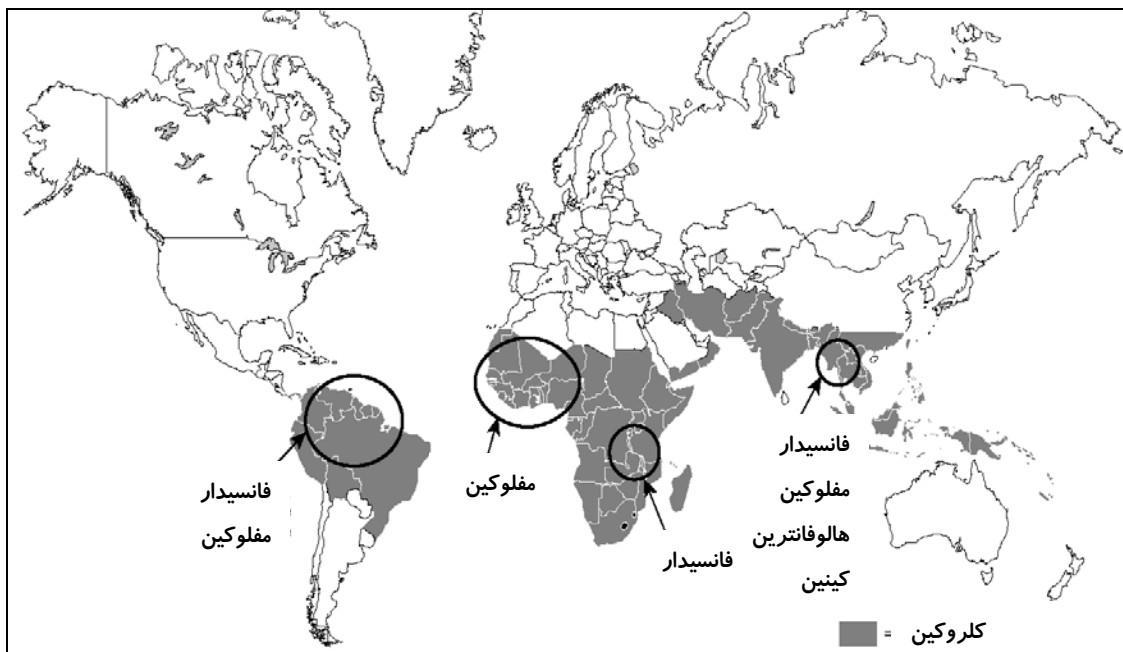 فانسیدار
مفلوکین
مفلوکین
فانسیدار
فانسیدار
مفلوکین
هالوفانترین
کینین
= کلروکین